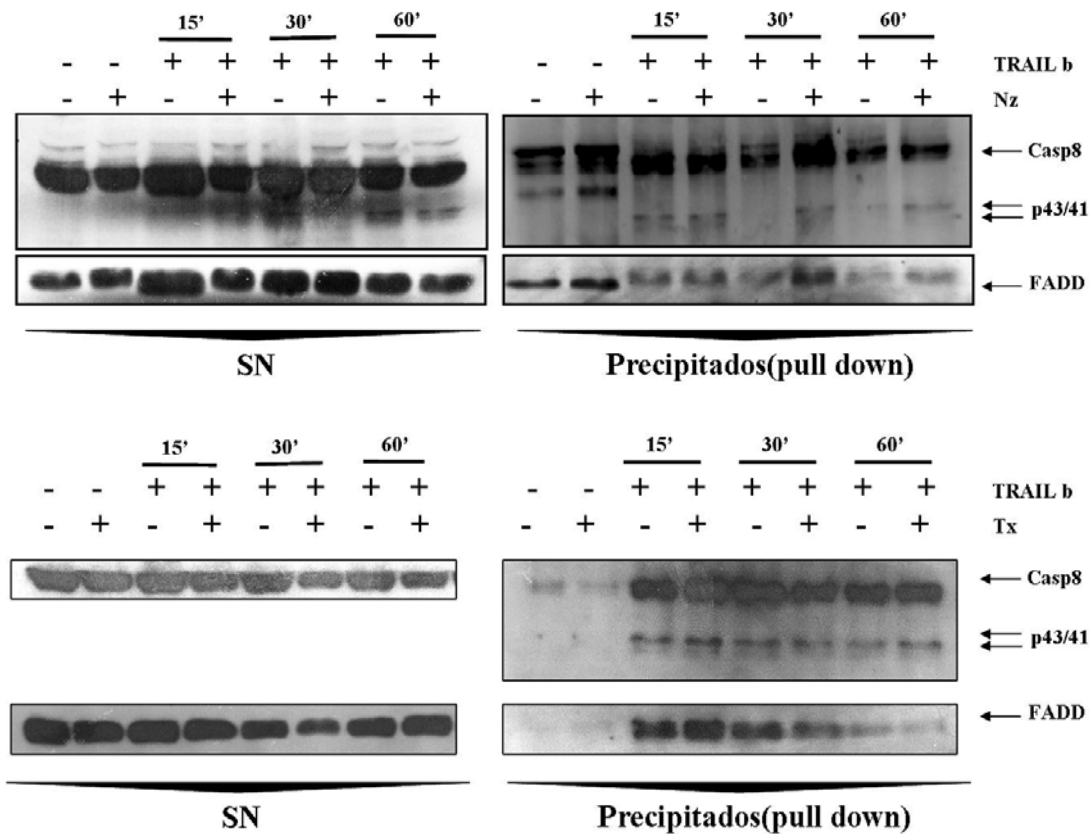 15’ 30’ 60’ 15’ 30’ 60’
- - + + + + + + - - + + + + + + TRAIL b
- + - + - + - + - + - + - + - + Nz
Casp8
p43/41
FADD
SN Precipitados(pull down)
15’ 30’ 60’ 15’ 30’ 60’
- - + + + + + + - - + + + + + + TRAIL b
- + - + - + - + - + - + - + - + Tx
Casp8
p43/41
FADD
SN Precipitados(pull down)